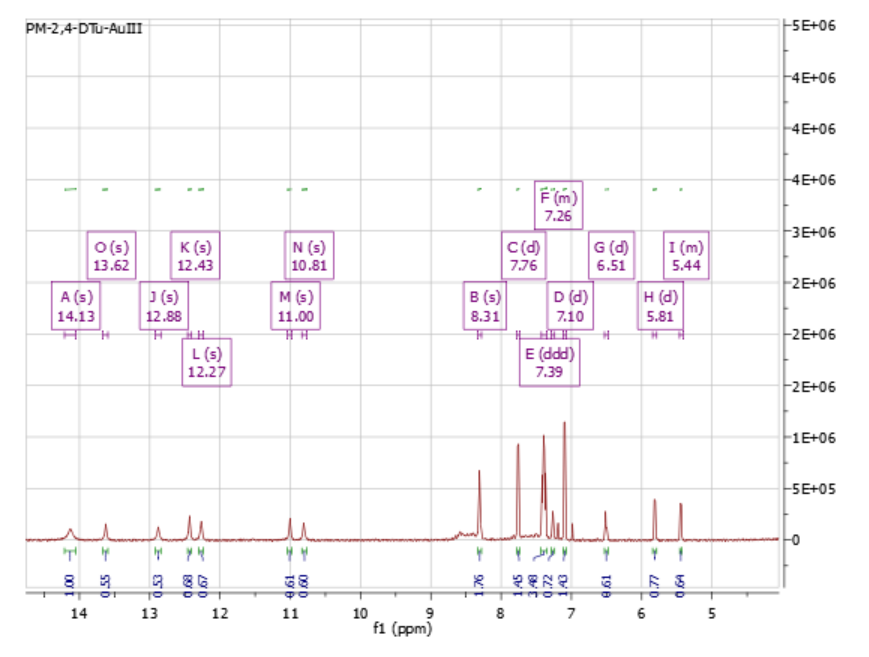 PM-2,4-DTu-AuIII
5E+06
4E+06
4E+06
4E+06
3E+06
2E+06
2E+06
2E+06
1E+06
5E+05
0
F (m)
7.26
O (s)
13.62
K (s)
12.43
N (s)
10.81
C (d)
7.76
G (d)
6.51
I (m)
5.44
A (s)
14.13
J (s)
12.88
M (s)
11.00
B (s)
8.31
D (d)
7.10
H (d)
5.81
L (s)
12.27
E (ddd)
7.39
1.00
0.55
0.53
0.68
0.67
0.61
0.60
1.76
1.45
3.48
0.72
1.43
0.61
0.77
0.64
14 13 12 11 10 9 8 7 6 5
f1 (ppm)